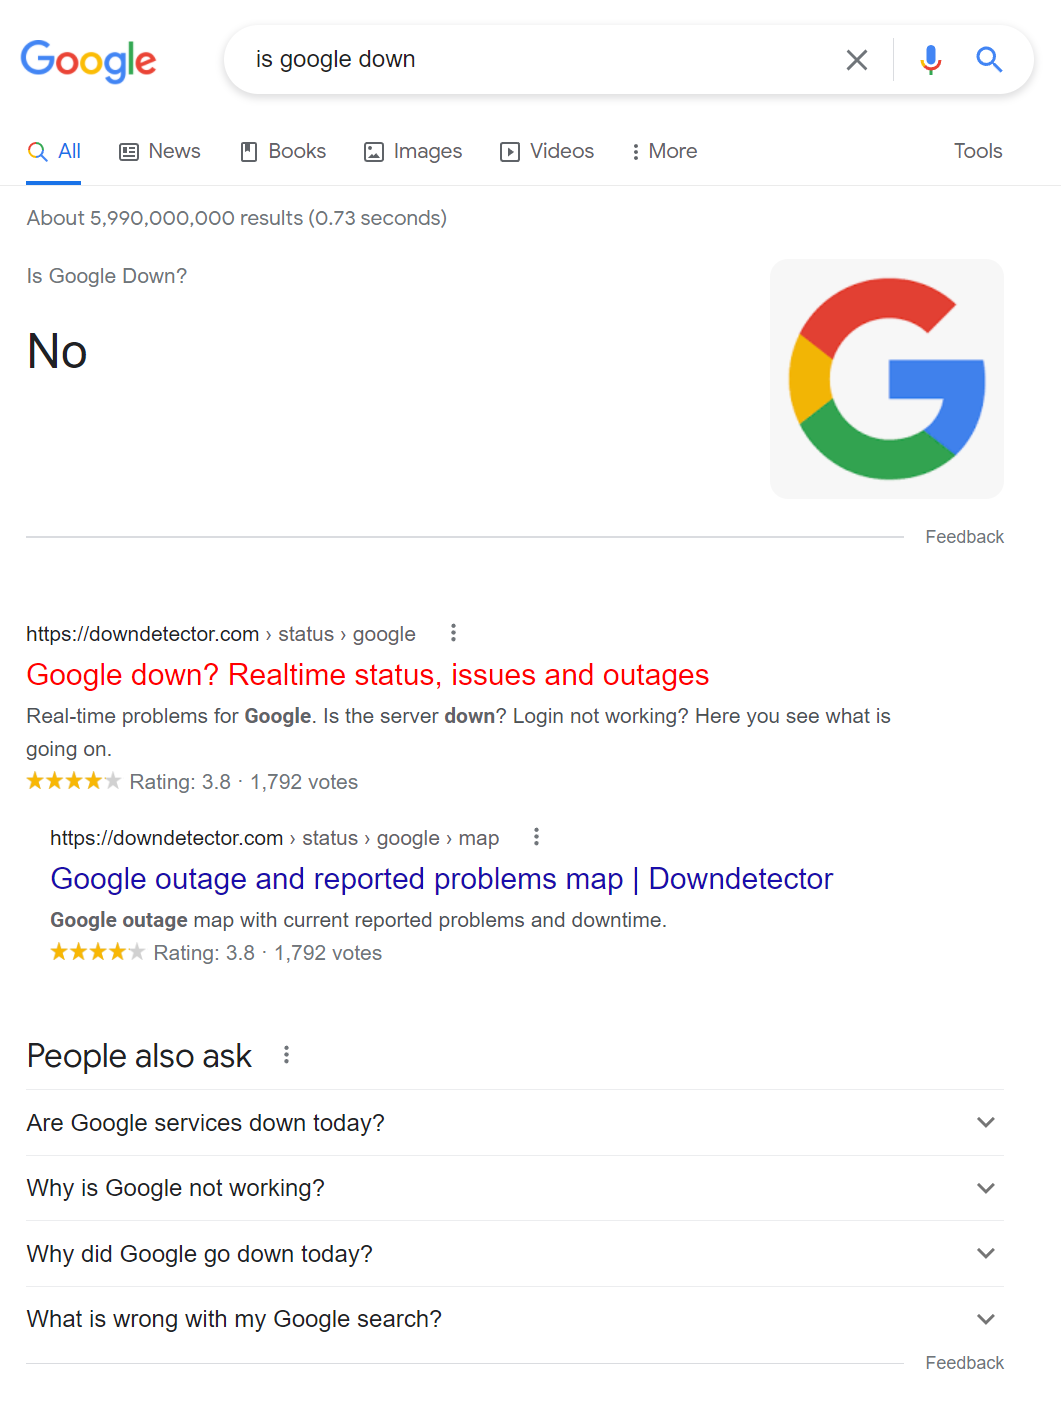 Google
is google down
All News Books Images Videos More Tools
About 5,990,000,000 results (0.73 seconds)
Is Google Down?
No
G
Feedback
https://downdetector.com › status › google
Google down? Realtime status, issues and outages
Real-time problems for Google. Is the server down? Login not working? Here you see what is
going on.
Rating: 3.8 · 1,792 votes
https://downdetector.com › status › google › map
Google outage and reported problems map | Downdetector
Google outage map with current reported problems and downtime.
Rating: 3.8 · 1,792 votes
People also ask
Are Google services down today?
Why is Google not working?
Why did Google go down today?
What is wrong with my Google search?
Feedback